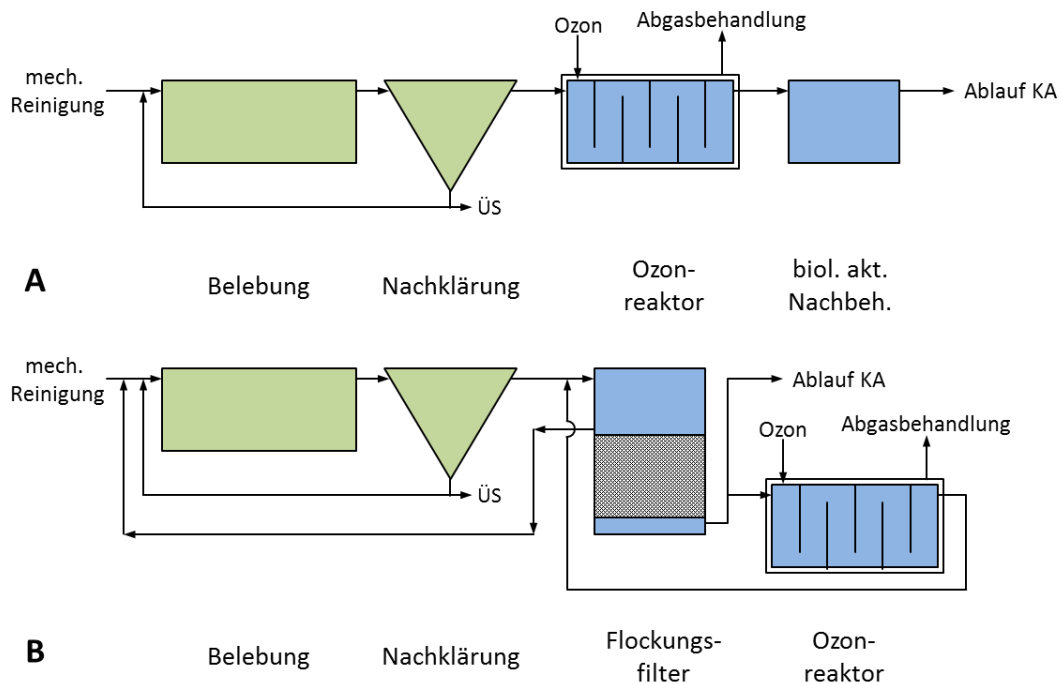 Ozon
Abgasbehandlung
mech.
Reinigung
Ablauf KA
ÜS
A
Belebung
Nachklärung
Ozon-
reaktor
biol. akt.
Nachbeh.
mech.
Reinigung
Ablauf KA
Ozon
Abgasbehandlung
ÜS
B
Belebung
Nachklärung
Flockungs-
filter
Ozon-
reaktor